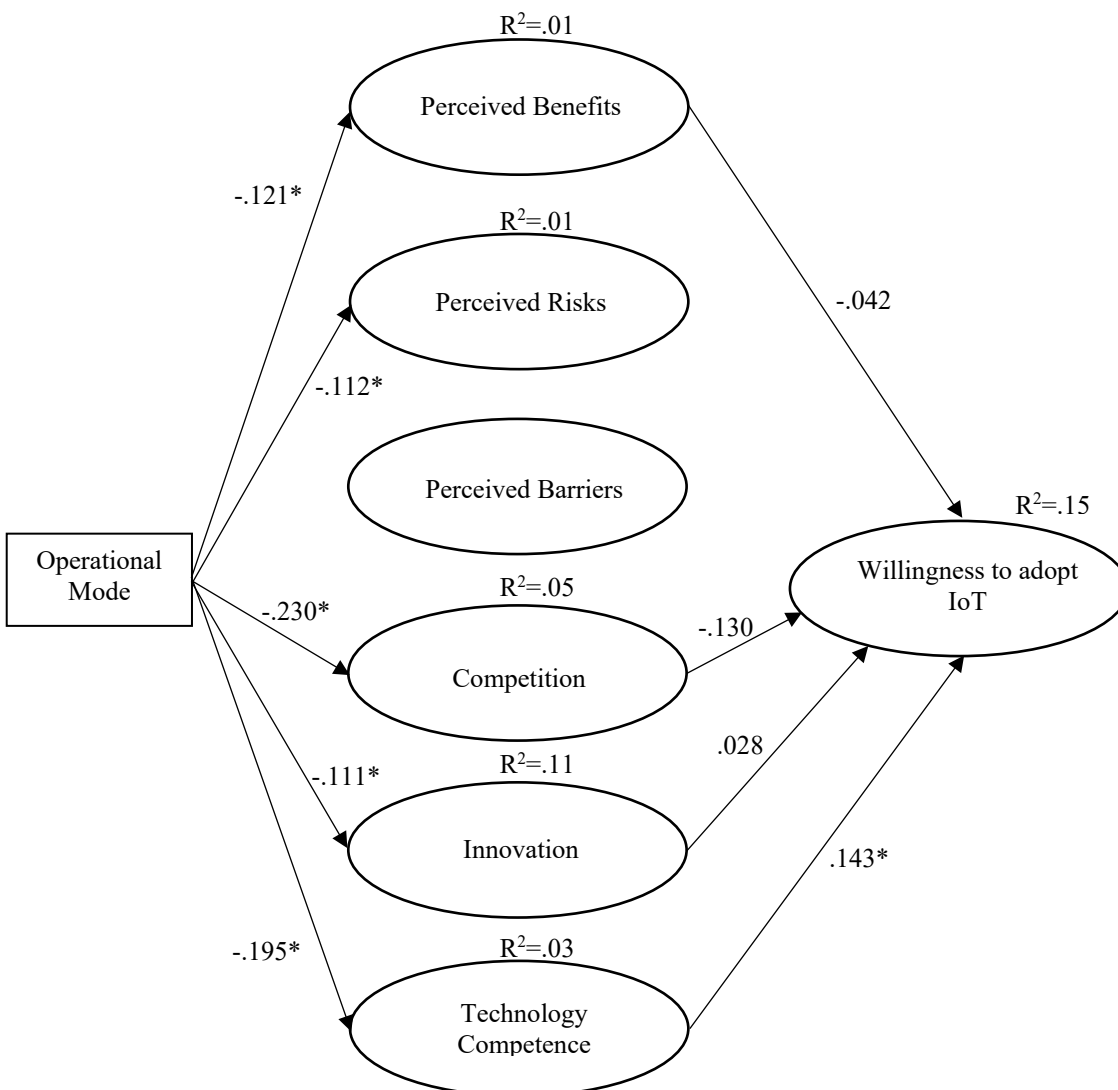 R²=.01
Perceived Benefits
-.121*
R²=.01
Perceived Risks
-.042
-.112*
Perceived Barriers
R²=.15
Operational
Mode
Willingness to adopt
IoT
R²=.05
-.230*
-.130
Competition
.028
R²=.11
-.111*
Innovation
.143*
R²=.03
-.195*
Technology
Competence